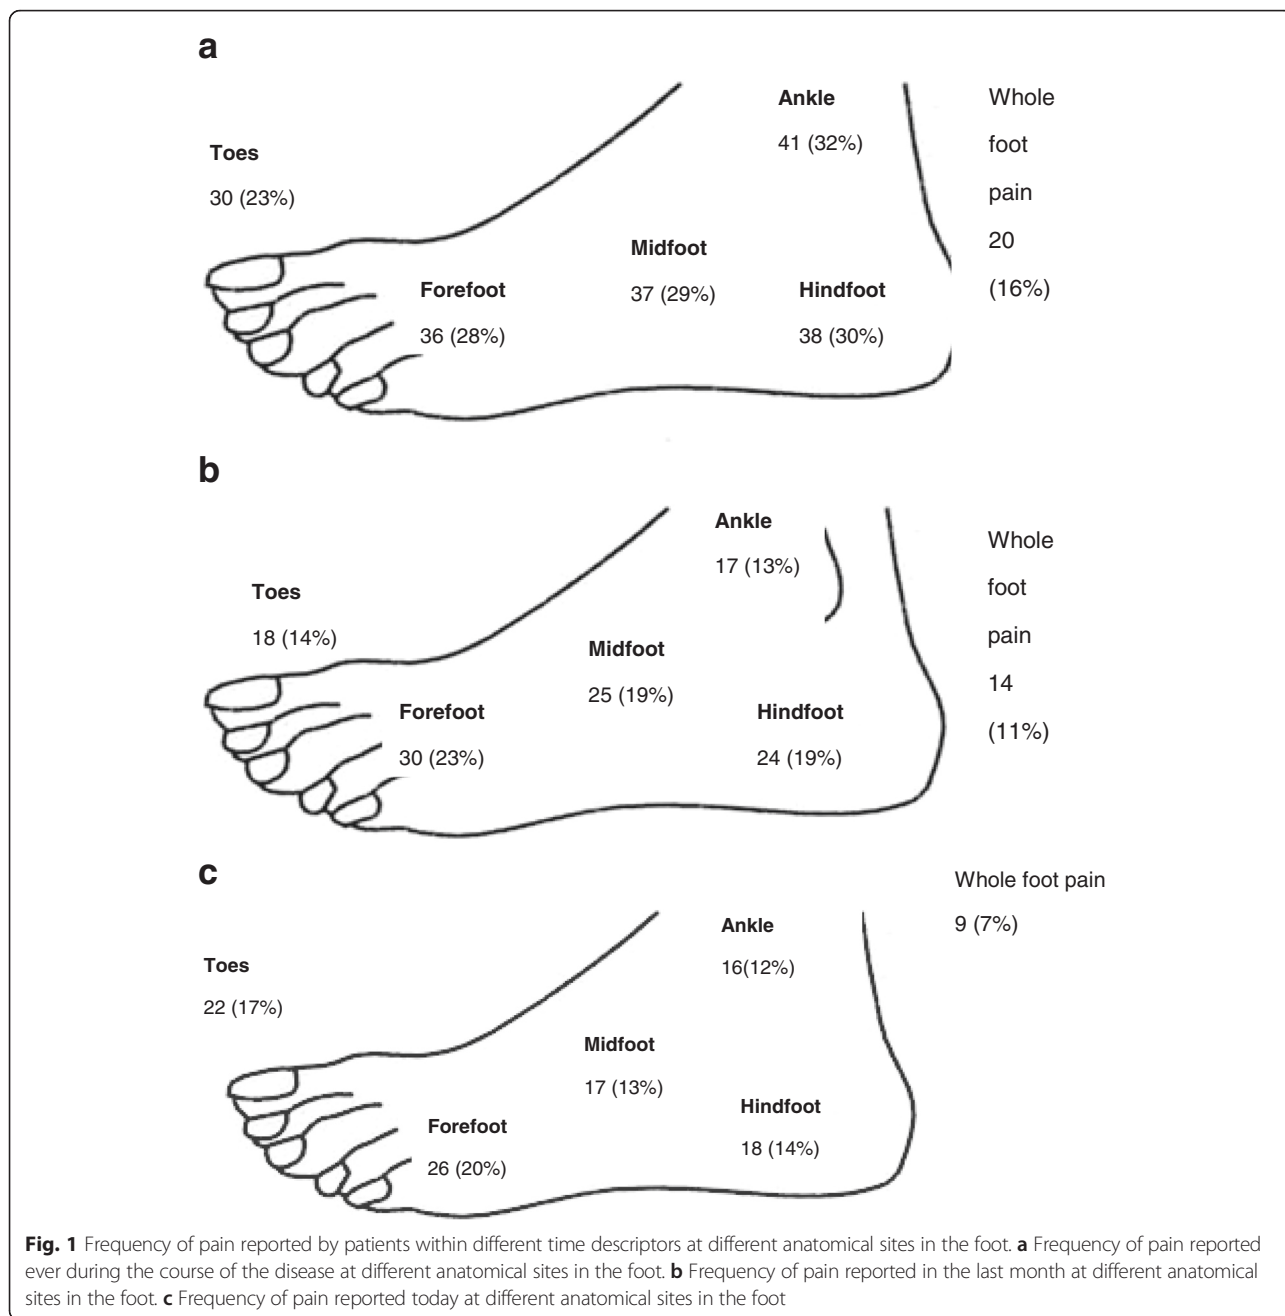 a
Toes
30 (23%)
Ankle
41 (32%)
Midfoot
37 (29%)
Forefoot
36 (28%)
Hindfoot
38 (30%)
Whole
foot
pain
20
(16%)
b
Toes
18 (14%)
Ankle
17 (13%)
Midfoot
25 (19%)
Forefoot
30 (23%)
Hindfoot
24 (19%)
Whole
foot
pain
14
(11%)
c
Whole foot pain
9 (7%)
Toes
22 (17%)
Ankle
16(12%)
Midfoot
17 (13%)
Forefoot
26 (20%)
Hindfoot
18 (14%)
Fig. 1 Frequency of pain reported by patients within different time descriptors at different anatomical sites in the foot. a Frequency of pain reported
ever during the course of the disease at different anatomical sites in the foot. b Frequency of pain reported in the last month at different anatomical
sites in the foot. c Frequency of pain reported today at different anatomical sites in the foot